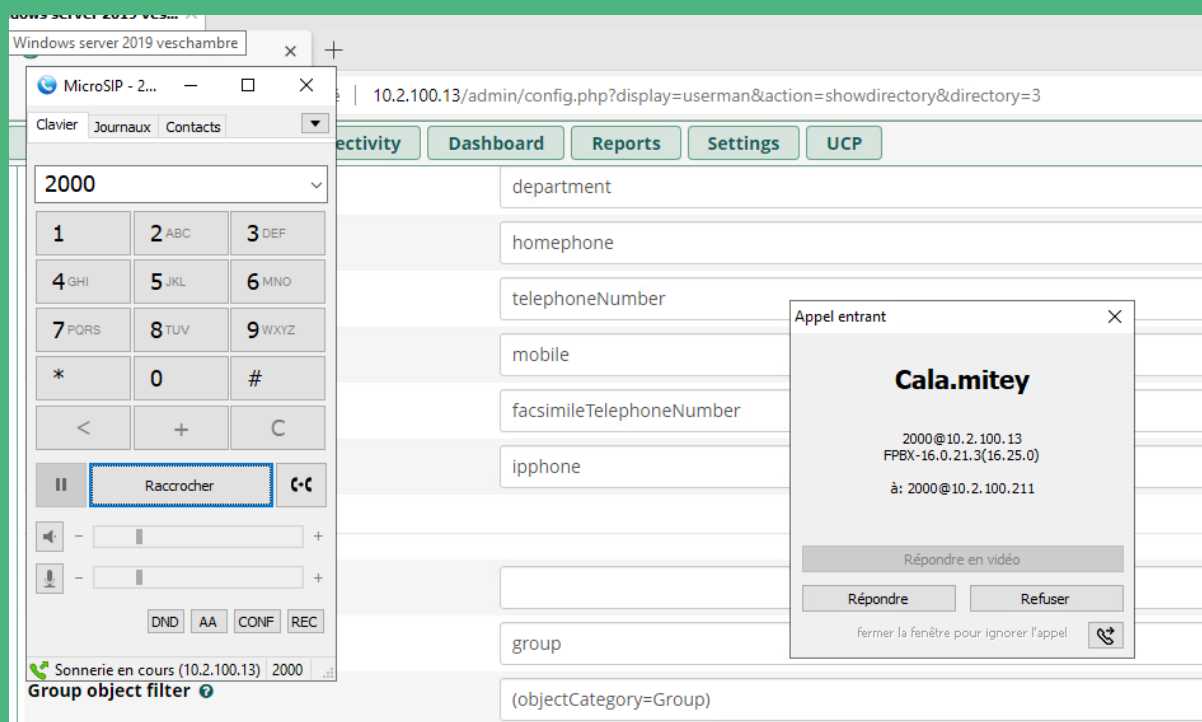 Windows server 2019 veschambre
MicroSIP - 2...
10.2.100.13/admin/config.php?display=userman&action=showdirectory&directory=3
Clavier Journaux Contacts
ectivity Dashboard Reports Settings UCP
2000
1
2 ABC
3 DEF
4 GHI
5 JKL
6 MNO
7 PQRS
8 TUV
9 WXYZ
*
0
#
<
+
C
Raccrocher
- +
- +
DND AA CONF REC
Sonnerie en cours (10.2.100.13) 2000
department
homephone
telephoneNumber
mobile
facsimileTelephoneNumber
ipphone
group
Group object filter
(objectCategory=Group)
Appel entrant
Cala.mitey
2000@10.2.100.13
FPBX-16.0.21.3(16.25.0)
à: 2000@10.2.100.211
Répondre en vidéo
Répondre Refuser
fermer la fenêtre pour ignorer l'appel